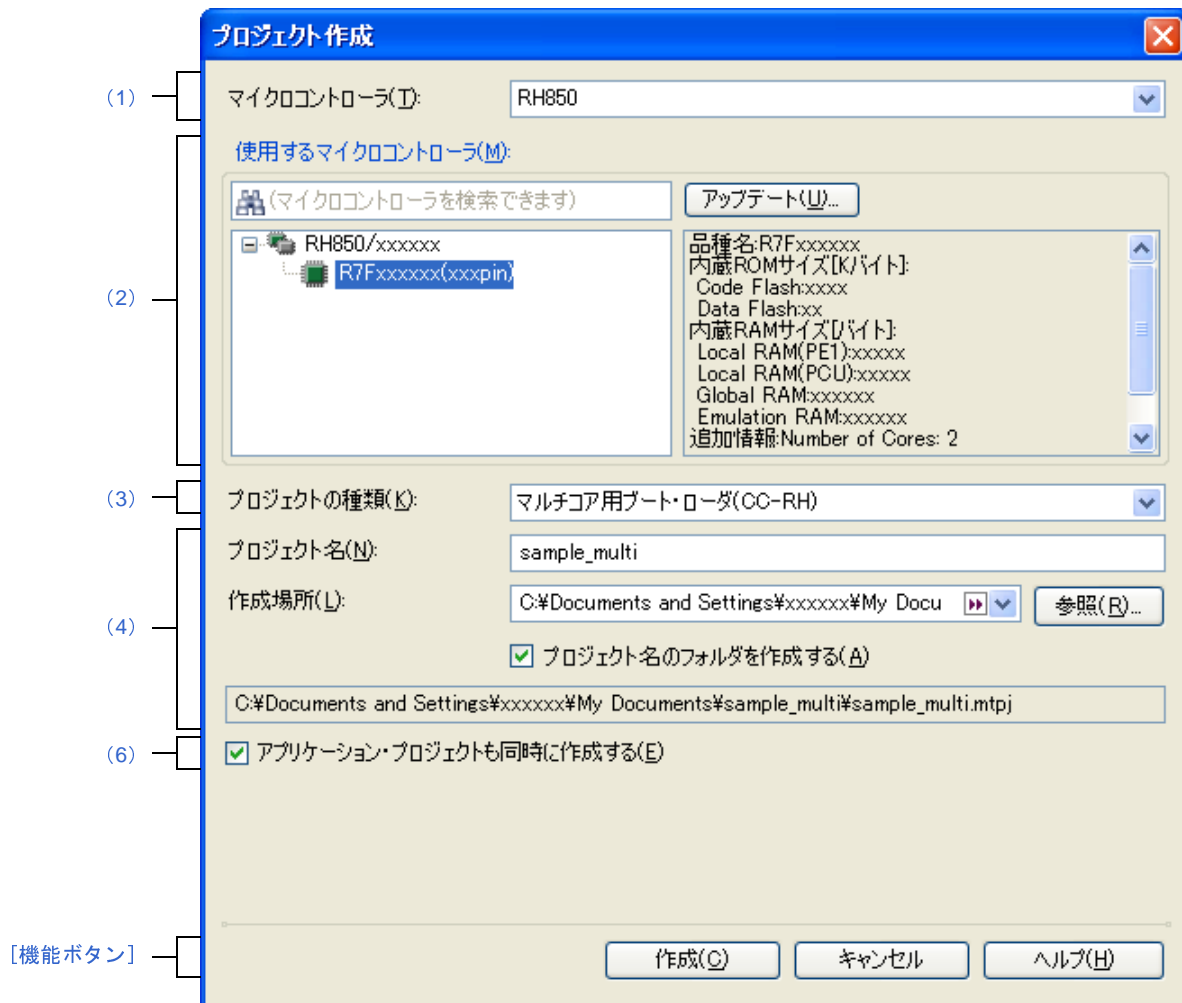 プロジェクト作成
(1)
マイクロコントローラ(T):
RH850
(2)
使用するマイクロコントローラ(M):
(マイクロコントローラを検索できます)
アップデート(U)...
RH850/xxxxxx
R7Fxxxxxx(xxxpin)
品種名:R7Fxxxxxx
内蔵ROMサイズ[Kバイト]:
Code Flash:xxxx
Data Flash:xx
内蔵RAMサイズ[バイト]:
Local RAM(PE1):xxxxx
Local RAM(PCU):xxxxx
Global RAM:xxxxxx
Emulation RAM:xxxxxx
追加情報:Number of Cores: 2
(3)
プロジェクトの種類(K):
マルチコア用ブート・ローダ(CC-RH)
(4)
プロジェクト名(N):
sample_multi
作成場所(L):
C:¥Documents and Settings¥xxxxxx¥My Docu
参照(R)...
プロジェクト名のフォルダを作成する(A)
C:¥Documents and Settings¥xxxxxx¥My Documents¥sample_multi¥sample_multi.mtpj
(6)
アプリケーション・プロジェクトも同時に作成する(E)
[機能ボタン]
作成(C)
キャンセル
ヘルプ(H)